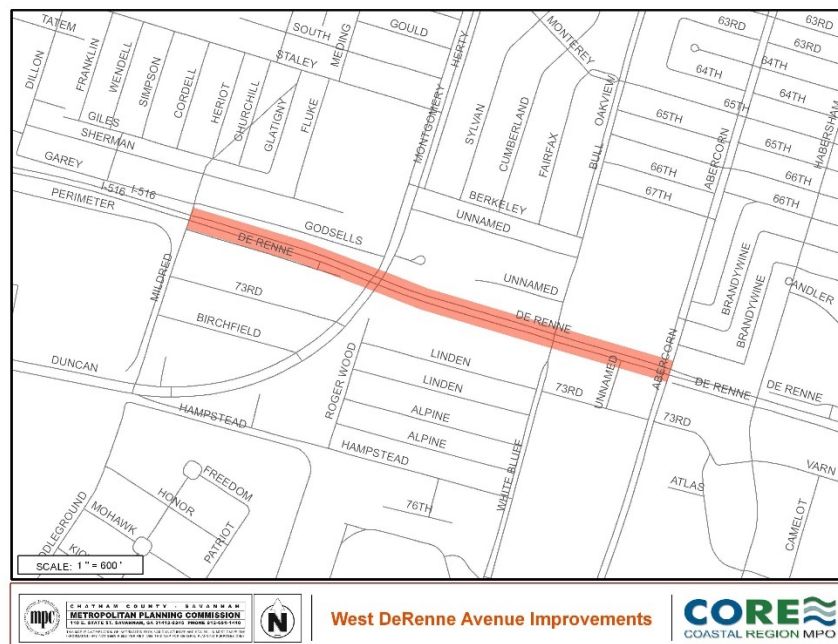 TATEM
FRANKLIN
WENDELL
SIMPSON
CORDELL
HERIOT
CHURCHILL
GLATIGNY
FLUKE
DILLON
SOUTH
STALEY
MEDING
GOULD
HERTY
MONTGOMERY
MONTEREY
SYLVAN
CUMBERLAND
FAIRFAX
OAKVIEW
BULL
63RD
63RD
64TH
64TH
64TH
65TH
65TH
65TH
66TH
66TH
66TH
67TH
ABERCORN
HABERSHAM
GILES
SHERMAN
GAREY
I-516
I-516
PERIMETER
GODSELLS
DE RENNE
BERKELEY
UNNAMED
UNNAMED
DE RENNE
BRANDYWINE
BRANDYWINE
CANDLER
MILDRED
73RD
BIRCHFIELD
DUNCAN
ROGER WOOD
LINDEN
LINDEN
ALPINE
ALPINE
HAMPSTEAD
HAMPSTEAD
73RD
UNNAMED
ABERCORN
DE RENNE
DE RENNE
73RD
VARN
ATLAS
CAMELOT
WHITE BLUFF
76TH
FREEDOM
HONOR
MOHAWK
PATRIOT
DDLEGROUND
SCALE: 1" = 600'
mpc
CHATHAM COUNTY - SAVANNAH
METROPOLITAN PLANNING COMMISSION
N
West DeRenne Avenue Improvements
CORE
COASTAL REGION MPO